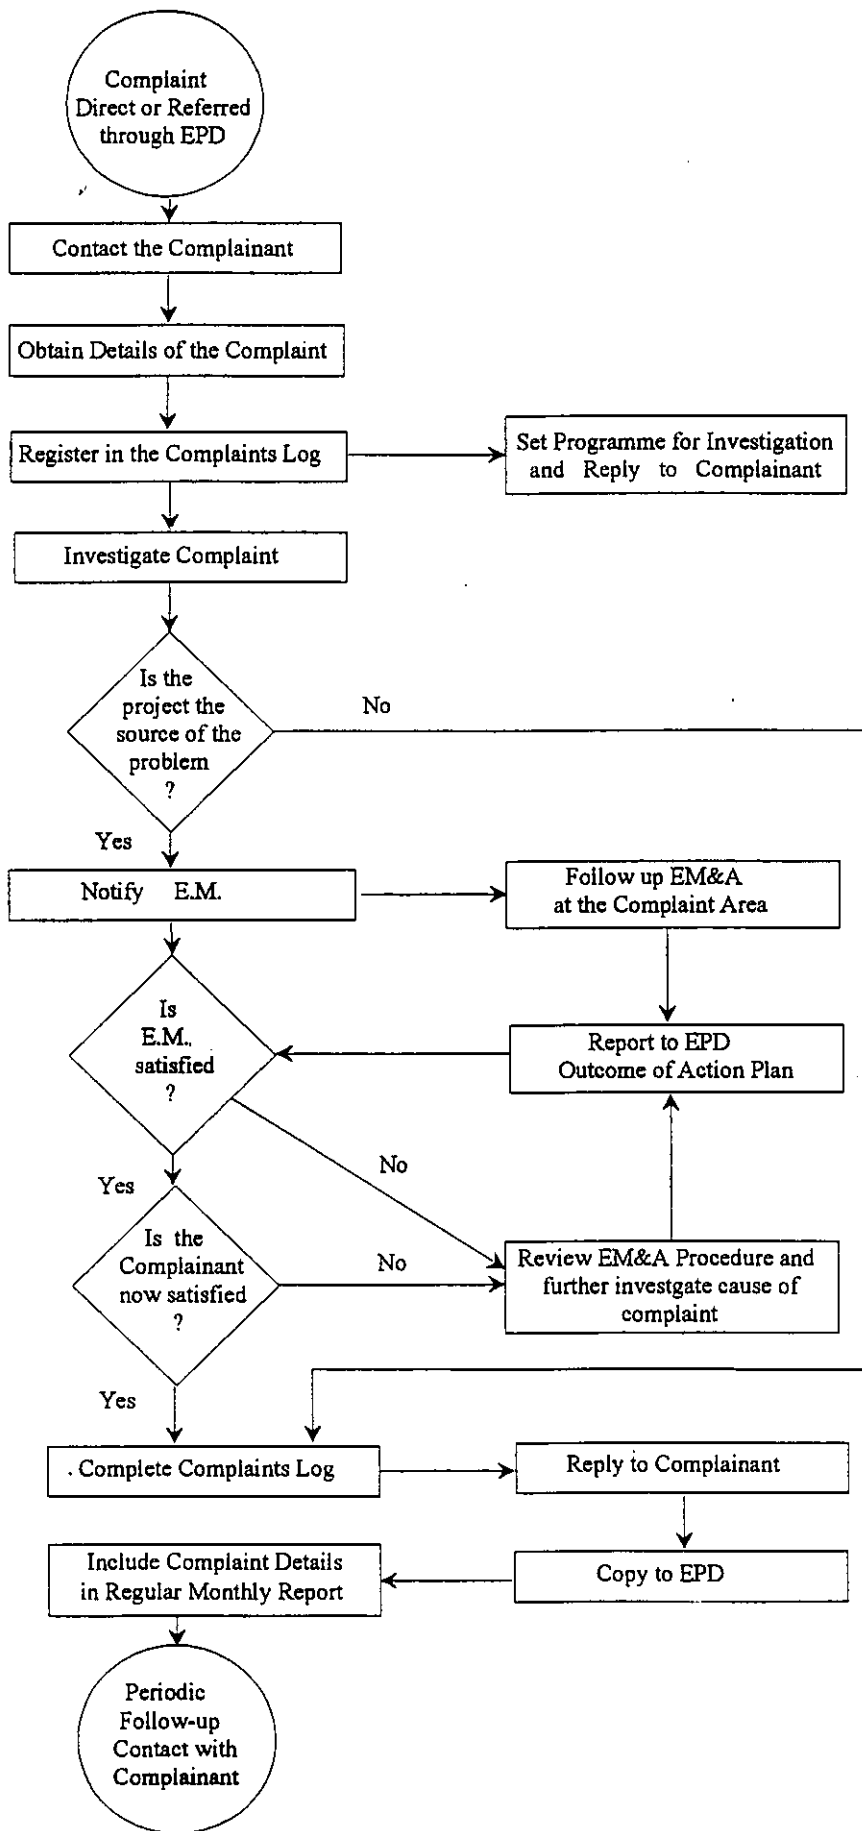 Complaint
Direct or Referred
through EPD
Contact the Complainant
Obtain Details of the Complaint
Register in the Complaints Log
Set Programme for Investigation
and Reply to Complainant
Investigate Complaint
Is the
project the
source of the
problem
?
No
Yes
Notify E.M.
Follow up EM&A
at the Complaint Area
Is
E.M..
satisfied
?
Report to EPD
Outcome of Action Plan
No
Yes
Is the
Complainant
now satisfied
?
No
Review EM&A Procedure and
further investgate cause of
complaint
Yes
. Complete Complaints Log
Reply to Complainant
Include Complaint Details
in Regular Monthly Report
Copy to EPD
Periodic
Follow-up
Contact with
Complainant